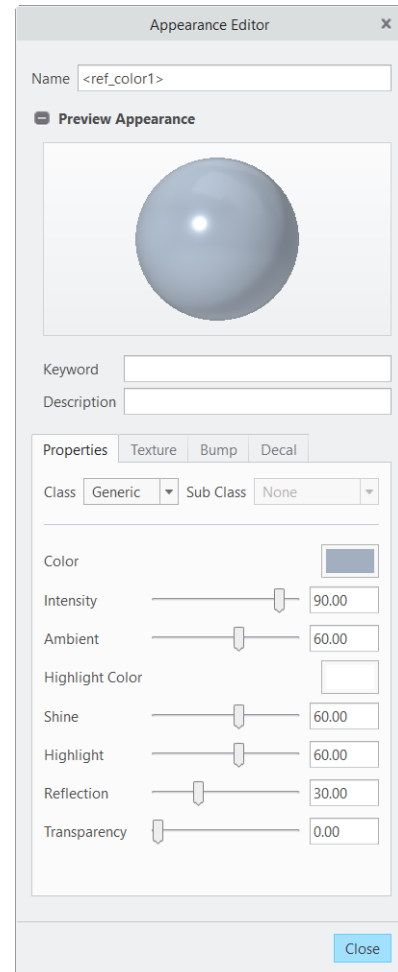 Appearance Editor
Name <ref_color1>
Preview Appearance
Keyword
Description
Properties Texture Bump Decal
Class Generic Sub Class None
Color
Intensity 90.00
Ambient 60.00
Highlight Color
Shine 60.00
Highlight 60.00
Reflection 30.00
Transparency 0.00
Close